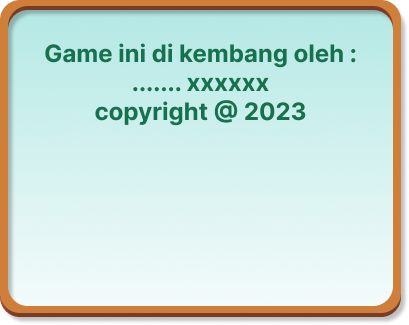 Game ini di kembang oleh :
....... xxxxxx
copyright @ 2023